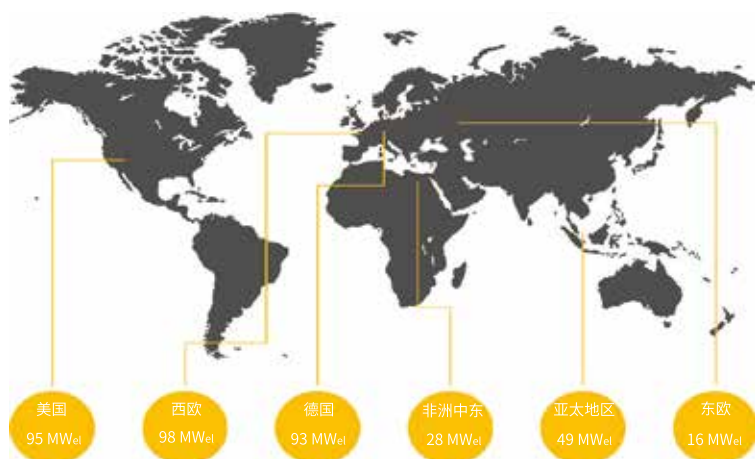 美国
95 MWel
西欧
98 MWel
德国
93 MWel
非洲中东
28 MWel
亚太地区
49 MWel
东欧
16 MWel